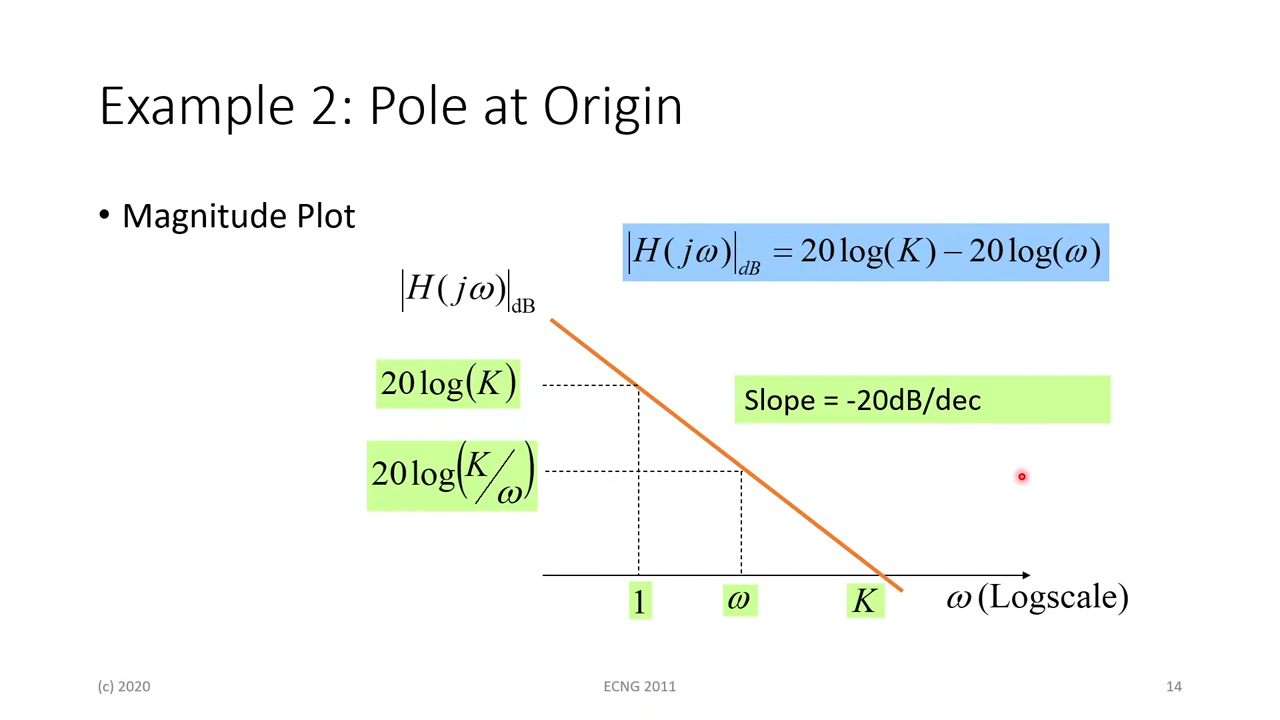 Example 2: Pole at Origin
• Magnitude Plot
|H(jω)|dB = 20log(K) − 20log(ω)
|H(jω)|dB
20log(K)
Slope = -20dB/dec
20log(K/ω)
1 ω K ω (Logscale)
(c) 2020 ECNG 2011 14